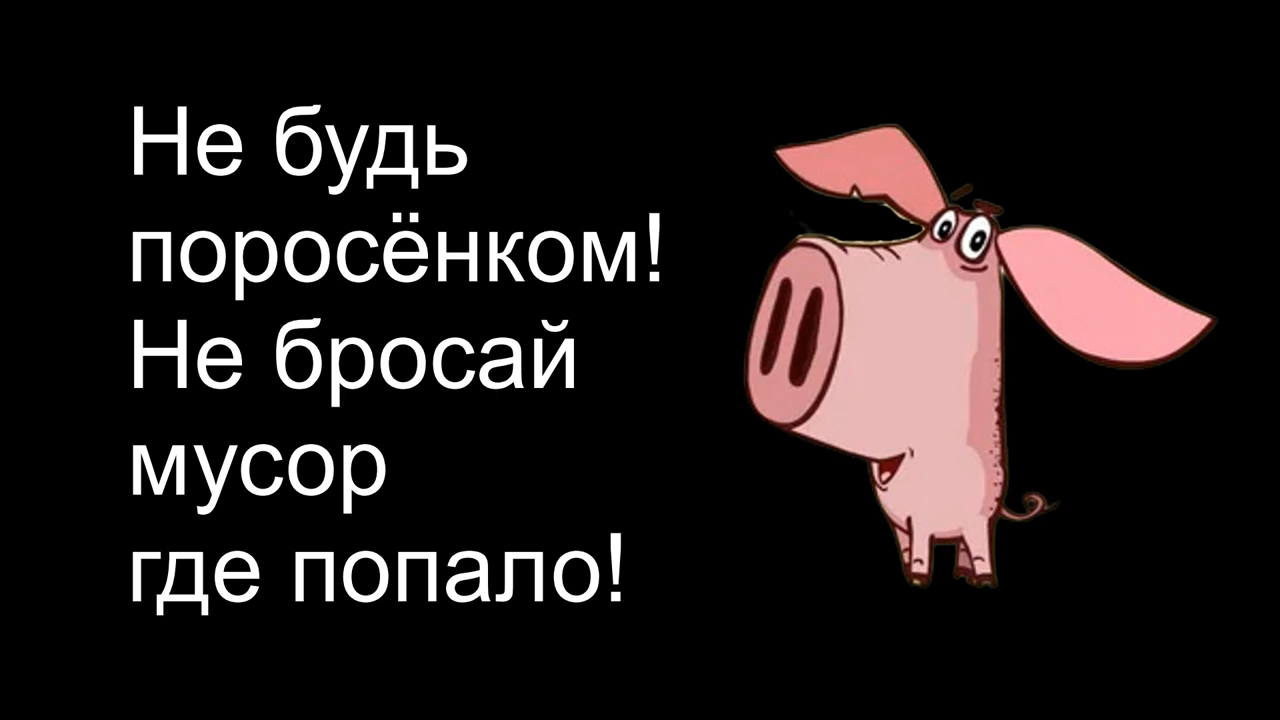 Не будь
поросёнком!
Не бросай
мусор
где попало!